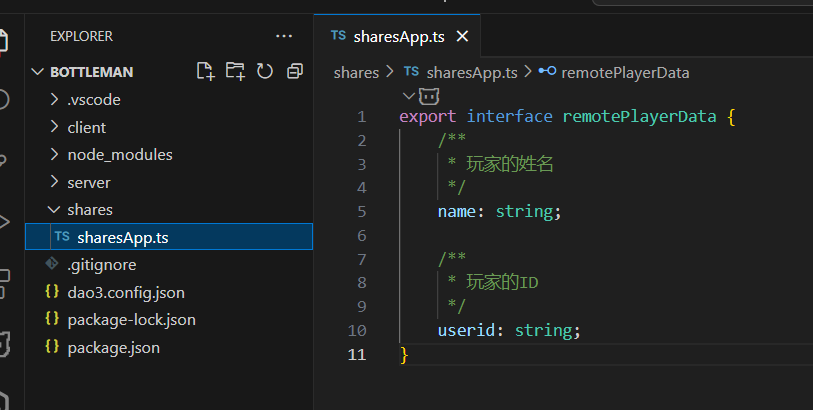 EXPLORER
BOTTLEMAN
.vscode
client
node_modules
server
shares
TS sharesApp.ts
.gitignore
{} dao3.config.json
{} package-lock.json
{} package.json
TS sharesApp.ts
shares > TS sharesApp.ts > remotePlayerData
1 export interface remotePlayerData {
2 /**
3 * 玩家的姓名
4 */
5 name: string;
6
7 /**
8 * 玩家的ID
9 */
10 userid: string;
11 }